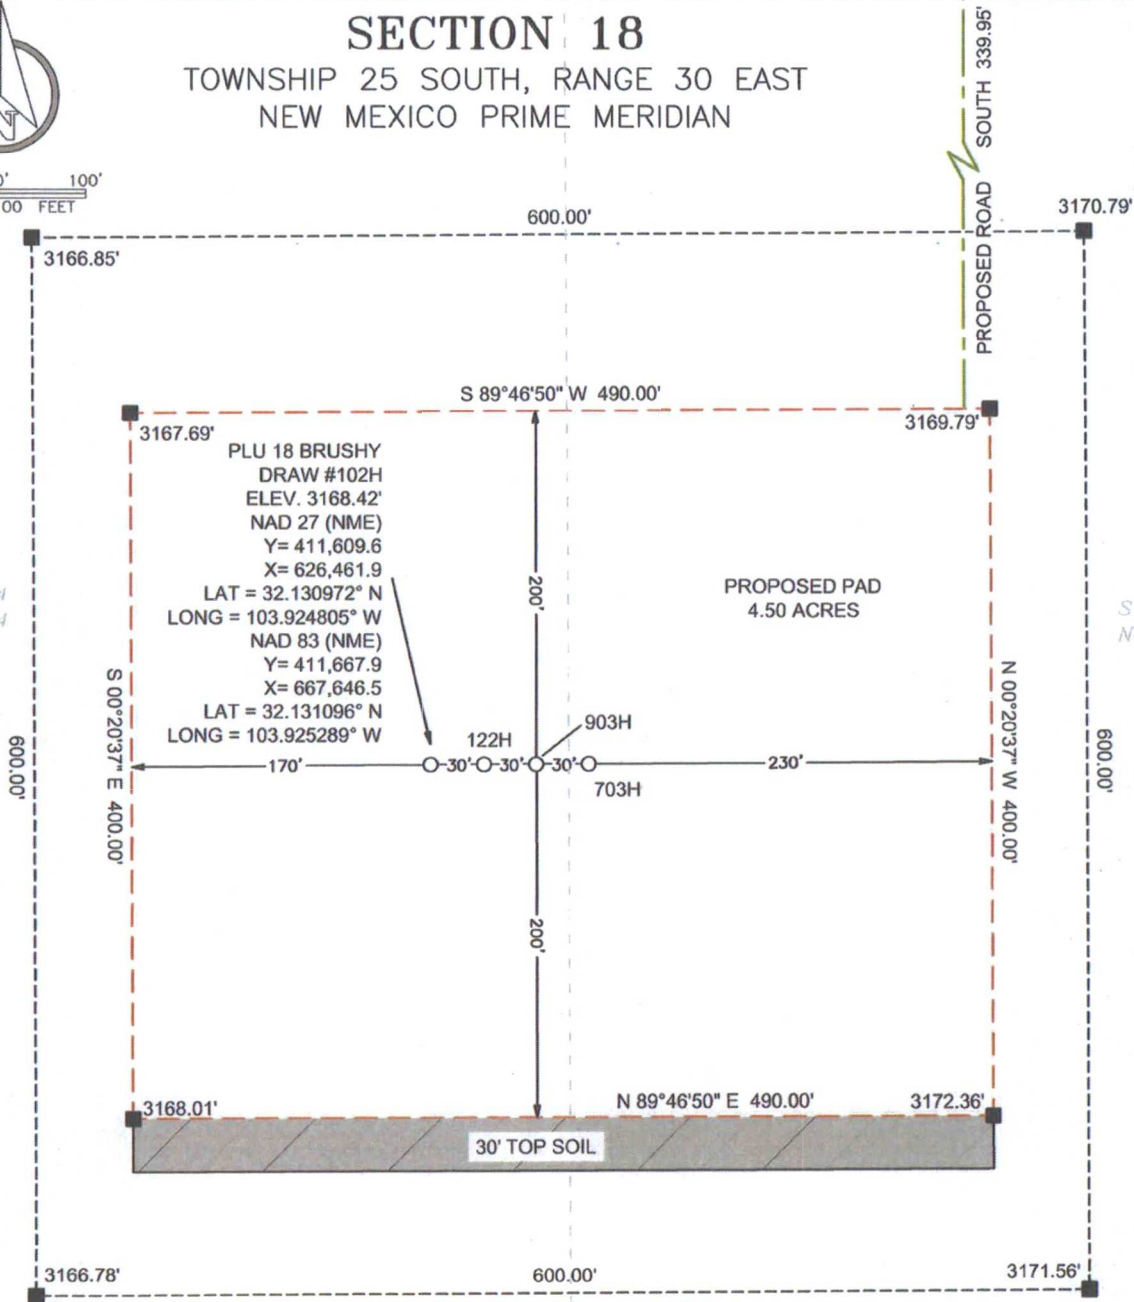 SECTION 18
TOWNSHIP 25 SOUTH, RANGE 30 EAST
NEW MEXICO PRIME MERIDIAN
N
100'
FEET
SOUTH 339.95'
PROPOSED ROAD
600.00'
3170.79'
3166.85'
S 89°46'50" W 490.00'
3167.69'
3169.79'
PLU 18 BRUSHY
DRAW #102H
ELEV. 3168.42'
NAD 27 (NME)
Y= 411,609.6
X= 626,461.9
LAT = 32.130972° N
LONG = 103.924805° W
NAD 83 (NME)
Y= 411,667.9
X= 667,646.5
LAT = 32.131096° N
LONG = 103.925289° W
200'
PROPOSED PAD
4.50 ACRES
S
N
S 00°20'37" E 400.00'
N 00°20'37" W 400.00'
600.00'
600.00'
122H
903H
170'
30'
30'
30'
230'
703H
200'
3168.01'
N 89°46'50" E 490.00'
3172.36'
30' TOP SOIL
3166.78'
600.00'
3171.56'